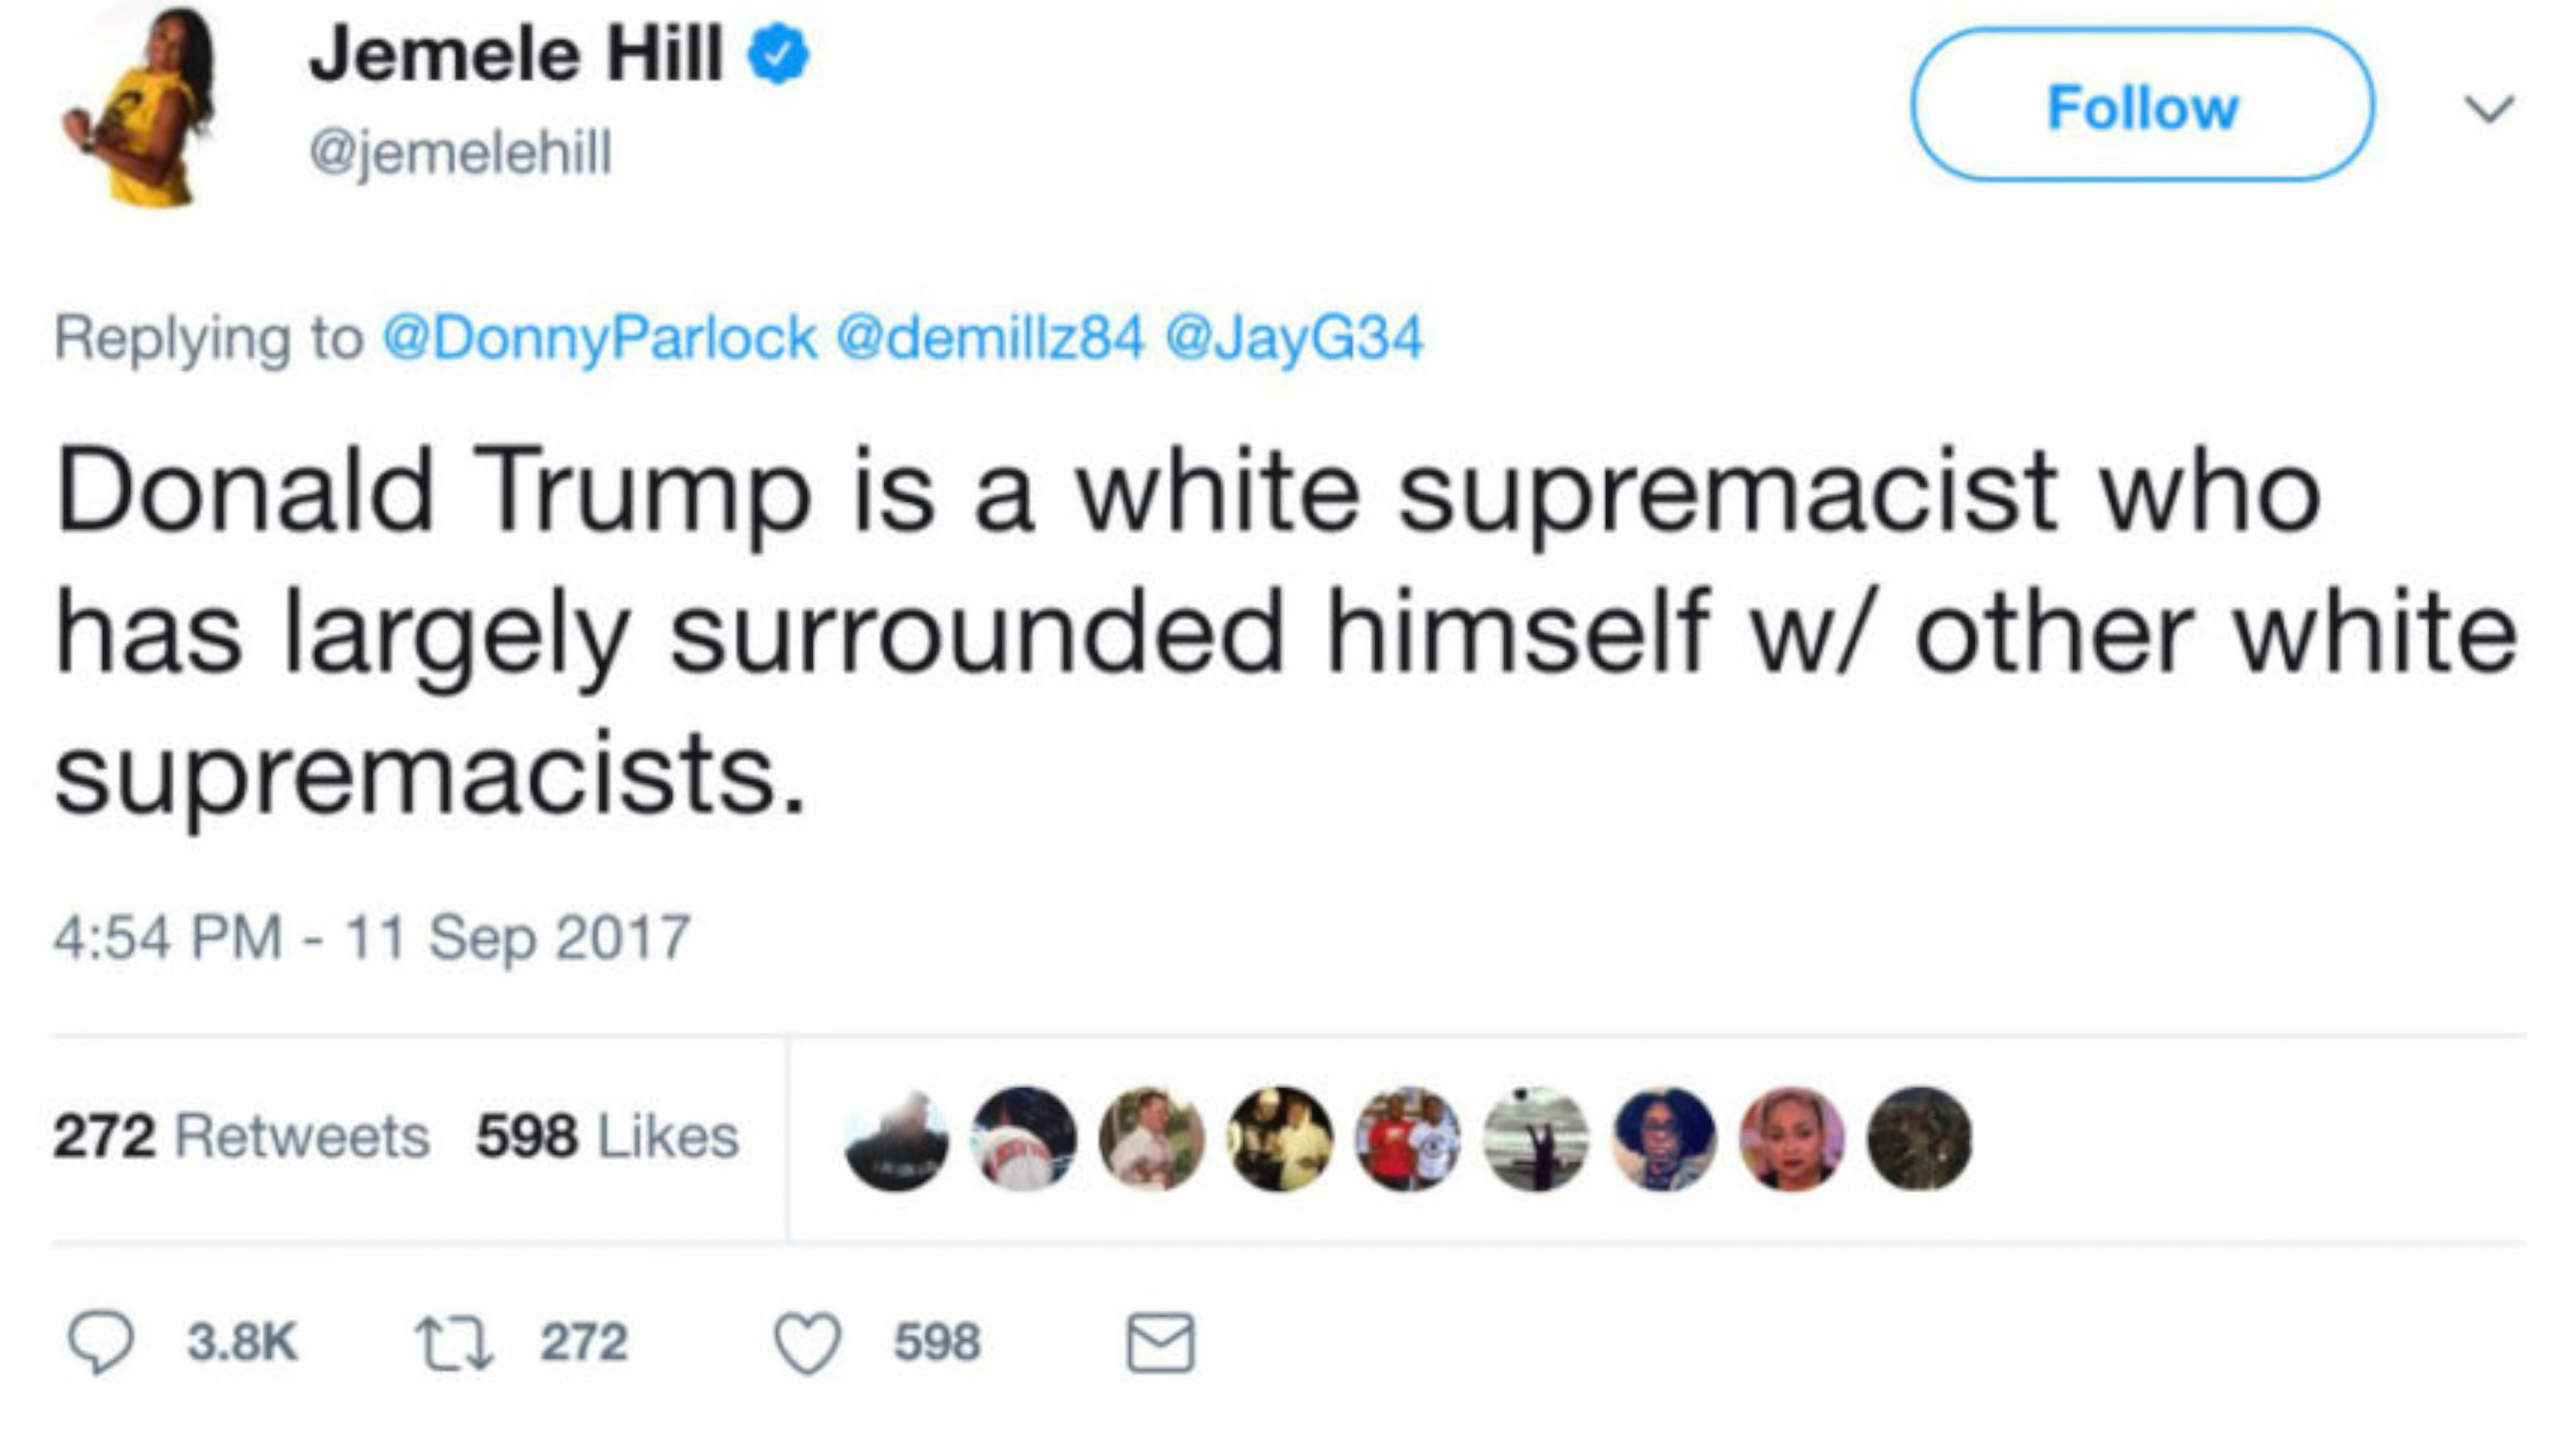 Jemele Hill
@jemelehill
Follow
Replying to @DonnyParlock @demillz84 @JayG34
Donald Trump is a white supremacist who
has largely surrounded himself w/ other white
supremacists.
4:54 PM - 11 Sep 2017
272 Retweets 598 Likes
3.8K 272 598